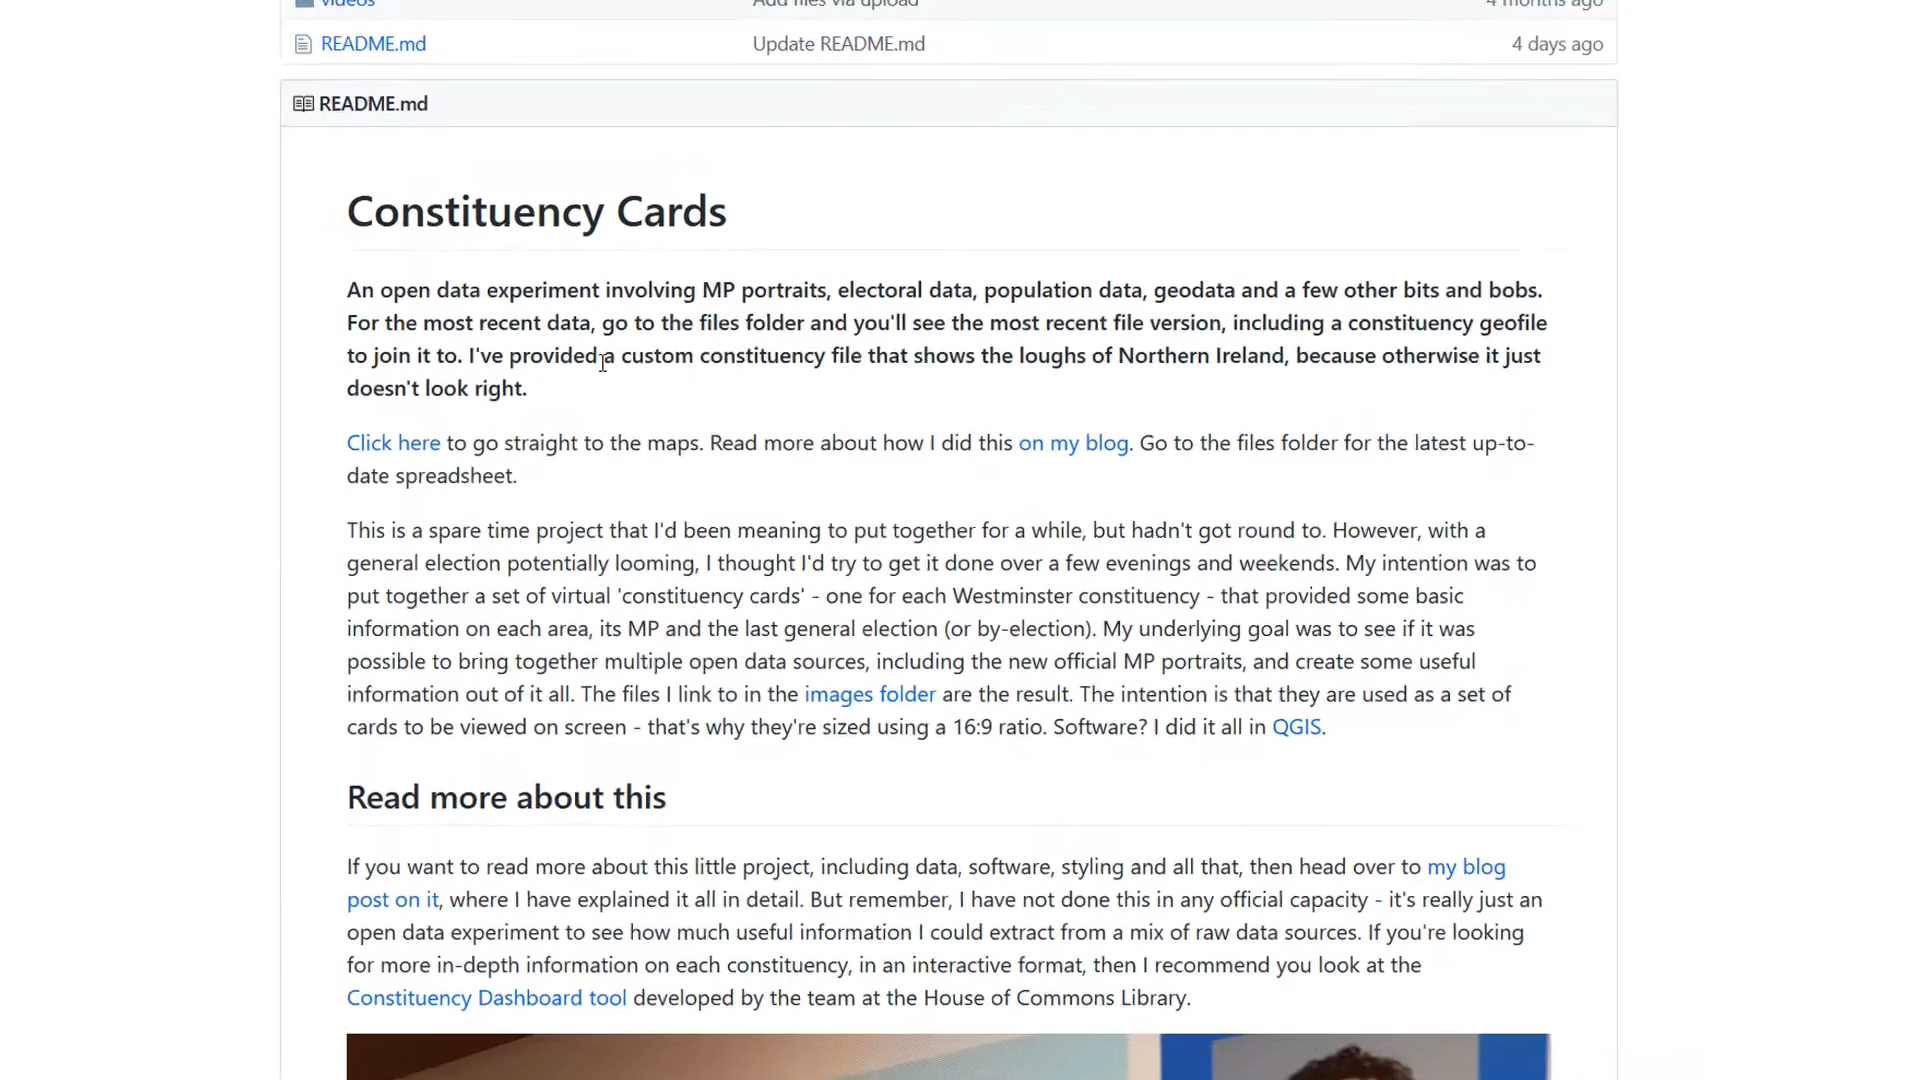 videos Add files via upload 4 months ago
README.md Update README.md 4 days ago
README.md
Constituency Cards
An open data experiment involving MP portraits, electoral data, population data, geodata and a few other bits and bobs.
For the most recent data, go to the files folder and you'll see the most recent file version, including a constituency geofile
to join it to. I've provided a custom constituency file that shows the loughs of Northern Ireland, because otherwise it just
doesn't look right.
Click here to go straight to the maps. Read more about how I did this on my blog. Go to the files folder for the latest up-to-
date spreadsheet.
This is a spare time project that I'd been meaning to put together for a while, but hadn't got round to. However, with a
general election potentially looming, I thought I'd try to get it done over a few evenings and weekends. My intention was to
put together a set of virtual 'constituency cards' - one for each Westminster constituency - that provided some basic
information on each area, its MP and the last general election (or by-election). My underlying goal was to see if it was
possible to bring together multiple open data sources, including the new official MP portraits, and create some useful
information out of it all. The files I link to in the images folder are the result. The intention is that they are used as a set of
cards to be viewed on screen - that's why they're sized using a 16:9 ratio. Software? I did it all in QGIS.
Read more about this
If you want to read more about this little project, including data, software, styling and all that, then head over to my blog
post on it, where I have explained it all in detail. But remember, I have not done this in any official capacity - it's really just an
open data experiment to see how much useful information I could extract from a mix of raw data sources. If you're looking
for more in-depth information on each constituency, in an interactive format, then I recommend you look at the
Constituency Dashboard tool developed by the team at the House of Commons Library.